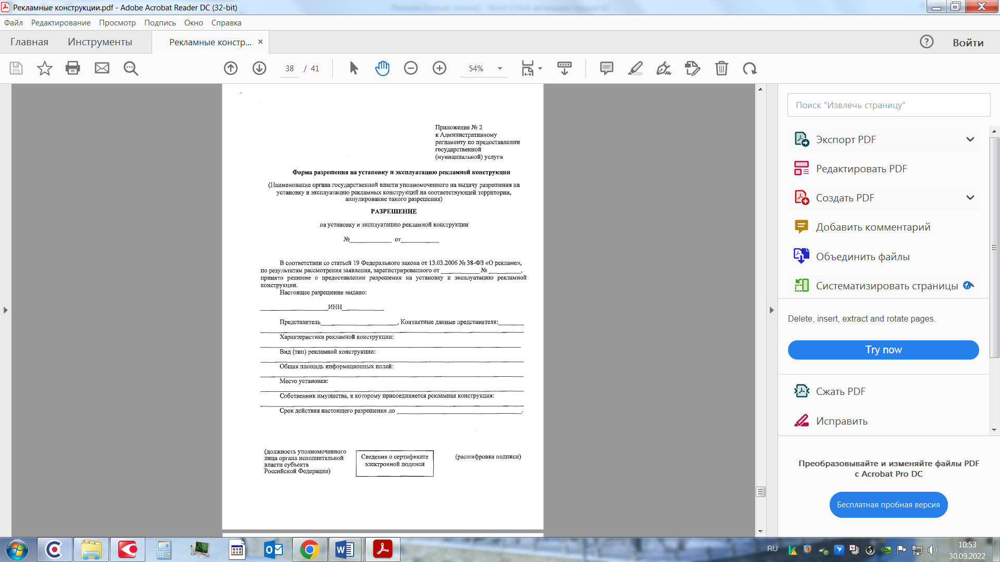 Рекламные конструкции.pdf - Adobe Acrobat Reader DC (32-bit)
Файл Редактирование Просмотр Подпись Окно Справка
Главная Инструменты Рекламные констр... × Войти
38 / 41 54%
Приложение № 2
к Административному
регламенту по предоставлении
государственной
(муниципальной) услуги
Форма разрешения на установку и эксплуатацию рекламной конструкции
(Наименование органа государственной власти уполномоченного на выдачу разрешения на
установку и эксплуатацию рекламных конструкций на соответствующей территории,
аннулирование такого разрешения)
РАЗРЕШЕНИЕ
на установку и эксплуатацию рекламной конструкции
№_____________ от____________
В соответствии со статьей 19 Федерального закона от 13.03.2006 № 38-ФЗ «О рекламе»,
по результатам рассмотрения заявления, зарегистрированного от ____________ № __________,
принято решение о предоставлении разрешения на установку и эксплуатацию рекламной
конструкции.
Настоящее разрешение выдано:
_____________________ИНН_____________
Представитель________________________, Контактные данные представителя:________
Характеристики рекламной конструкции:
Вид (тип) рекламной конструкции:
Общая площадь информационных полей:
Место установки:
Собственник имущества, к которому присоединяется рекламная конструкция:
Срок действия настоящего разрешения до _______________________________________.
(должность уполномоченного
лица органа исполнительной
власти субъекта
Российской Федерации)
Сведения о сертификате
электронной подписи
(расшифровка подписи)
Поиск "Извлечь страницу"
Экспорт PDF
Редактировать PDF
Создать PDF
Добавить комментарий
Объединить файлы
Систематизировать страницы
Delete, insert, extract and rotate pages.
Try now
Сжать PDF
Исправить
Преобразовывайте и изменяйте файлы PDF
с Acrobat Pro DC
Бесплатная пробная версия
RU
10:53
30.09.2022